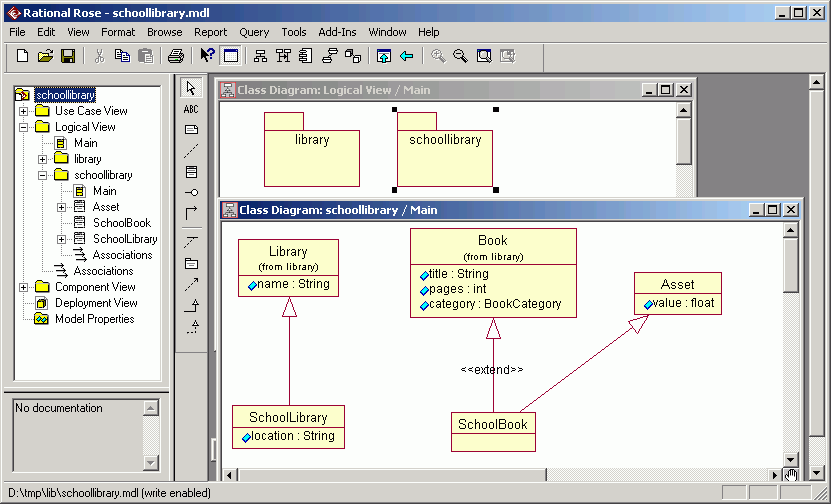 Rational Rose - schoollibrary.mdl
File Edit View Format Browse Report Query Tools Add-Ins Window Help
schoollibrary
Use Case View
Logical View
Main
library
schoollibrary
Main
Asset
SchoolBook
SchoolLibrary
Associations
Associations
Component View
Deployment View
Model Properties
No documentation
ABC
Class Diagram: Logical View / Main
library
schoollibrary
Class Diagram: schoollibrary / Main
Library
(from library)
name : String
Book
(from library)
title : String
pages : int
category : BookCategory
Asset
value : float
<<extend>>
SchoolLibrary
location : String
SchoolBook
D:\tmp\lib\schoollibrary.mdl (write enabled)